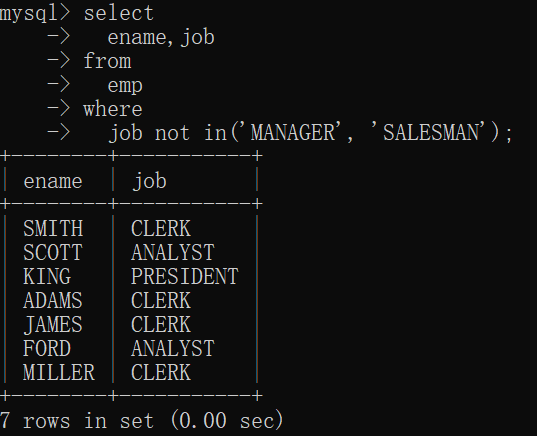 mysql> select
    ->   ename,job
    -> from
    ->   emp
    -> where
    ->   job not in('MANAGER', 'SALESMAN');
+--------+-----------+
| ename  | job       |
+--------+-----------+
| SMITH  | CLERK     |
| SCOTT  | ANALYST   |
| KING   | PRESIDENT |
| ADAMS  | CLERK     |
| JAMES  | CLERK     |
| FORD   | ANALYST   |
| MILLER | CLERK     |
+--------+-----------+
7 rows in set (0.00 sec)